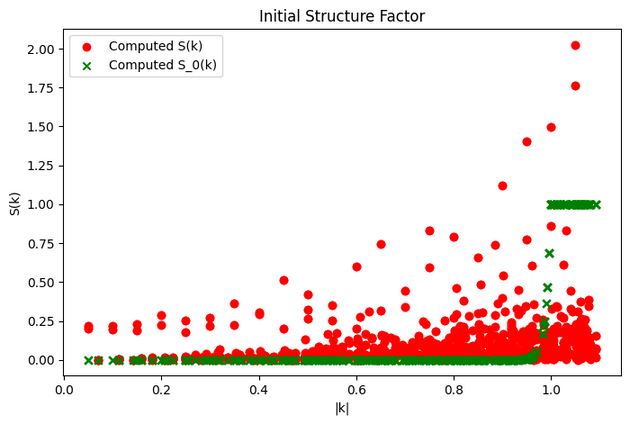 Initial Structure Factor
Computed S(k)
Computed S_0(k)
S(k)
2.00
1.75
1.50
1.25
1.00
0.75
0.50
0.25
0.00
0.0 0.2 0.4 0.6 0.8 1.0
|k|